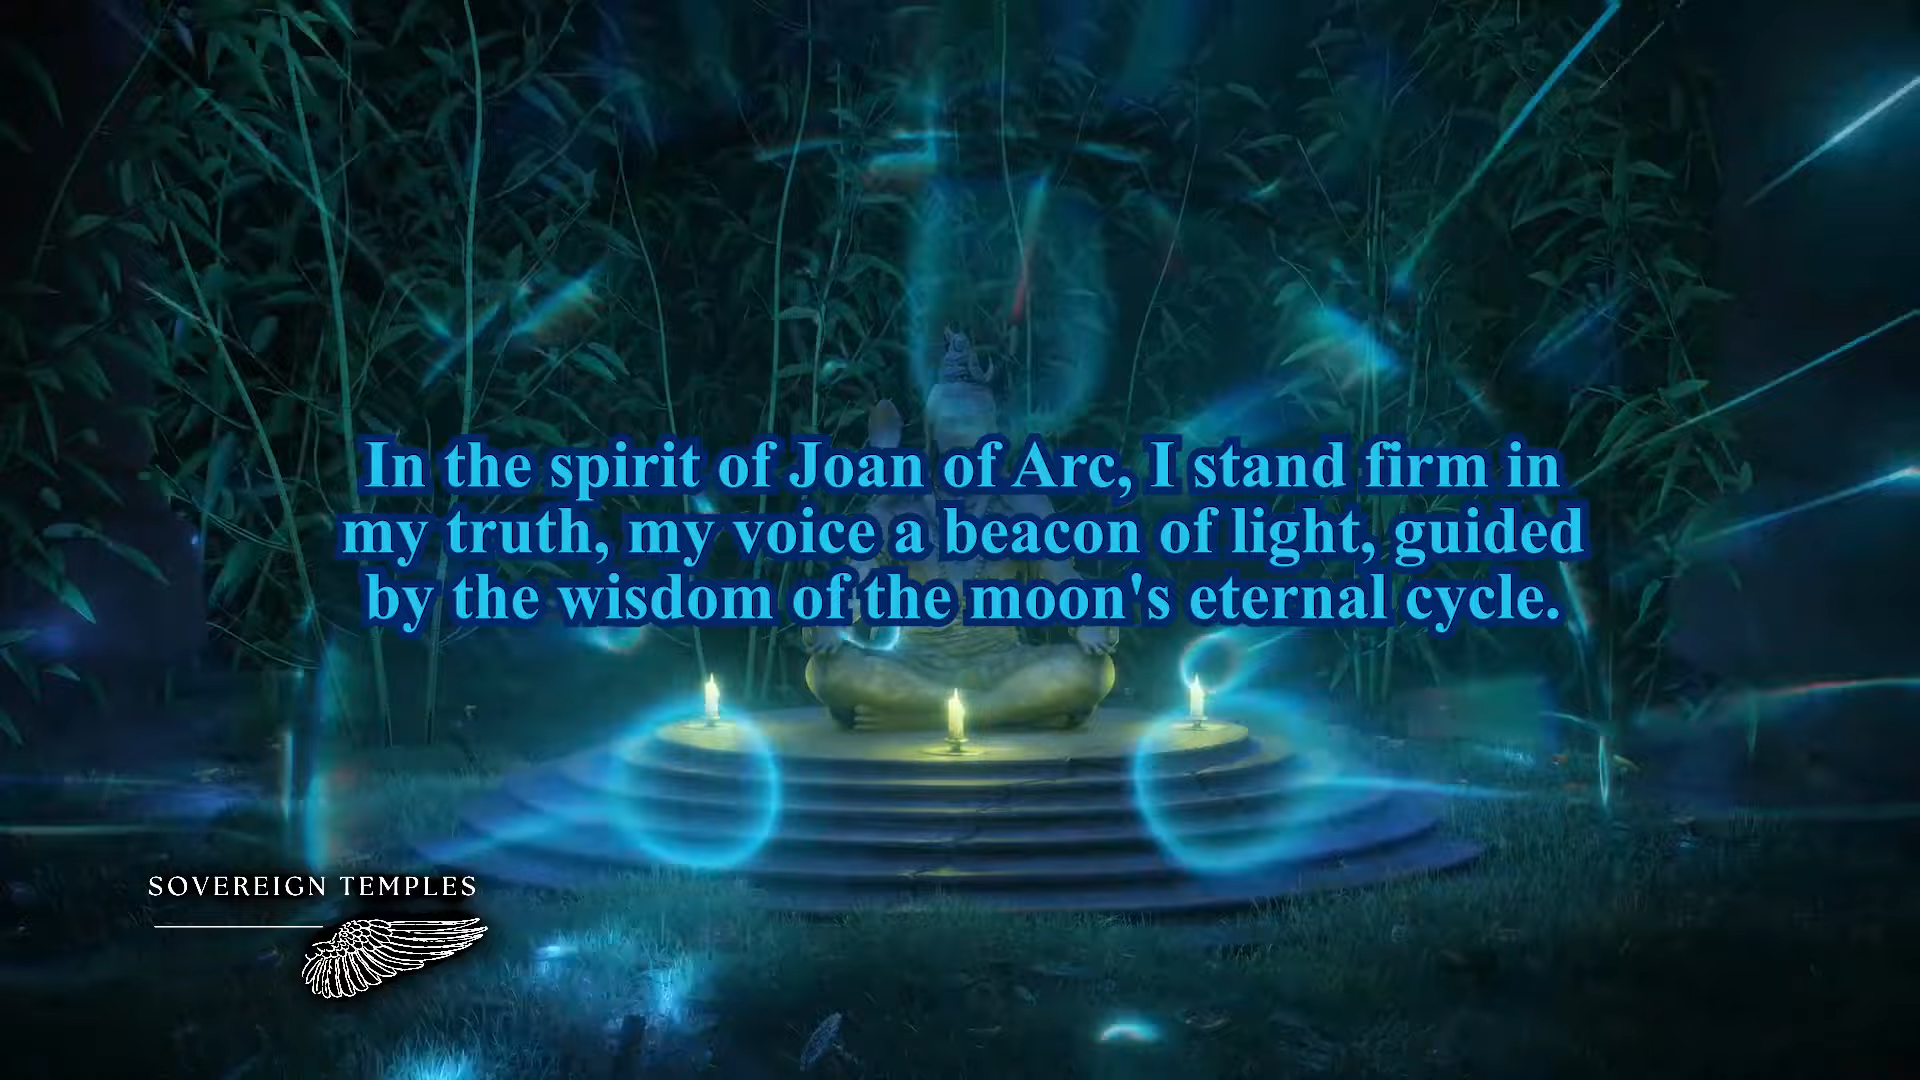 In the spirit of Joan of Arc, I stand firm in
my truth, my voice a beacon of light, guided
by the wisdom of the moon's eternal cycle.
SOVEREIGN TEMPLES